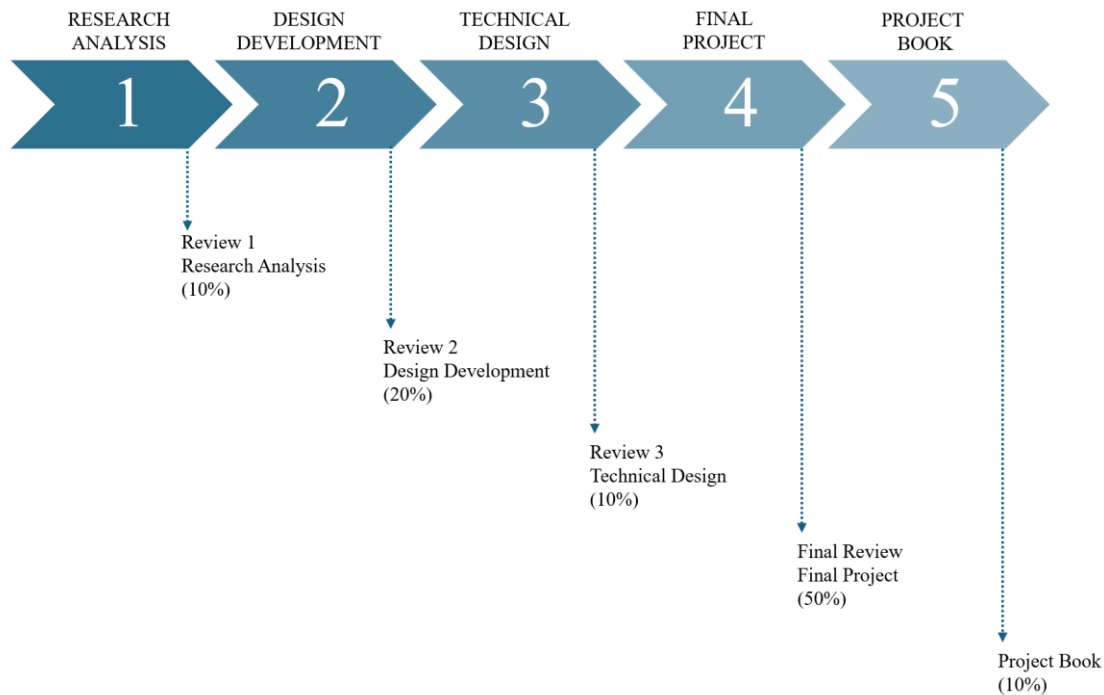 RESEARCH
ANALYSIS
DESIGN
DEVELOPMENT
TECHNICAL
DESIGN
FINAL
PROJECT
PROJECT
BOOK
1
2
3
4
5
Review 1
Research Analysis
(10%)
Review 2
Design Development
(20%)
Review 3
Technical Design
(10%)
Final Review
Final Project
(50%)
Project Book
(10%)